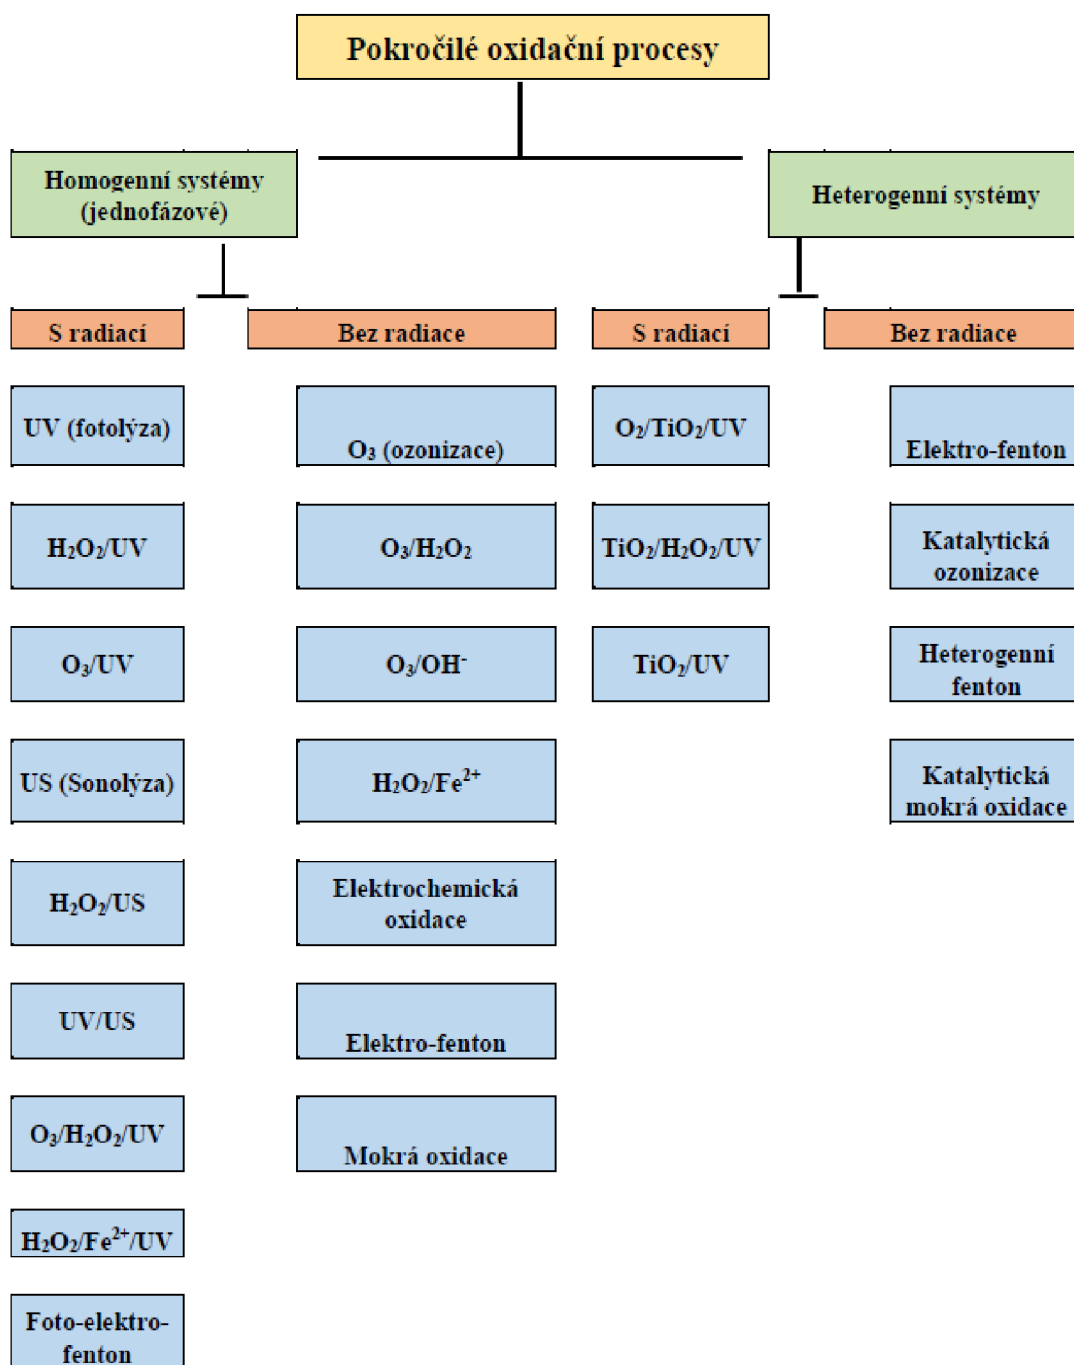 Pokročilé oxidační procesy
Homogenní systémy
(jednofázové)
Heterogenní systémy
S radiací
Bez radiace
S radiací
Bez radiace
UV (fotolýza)
O₃ (ozonizace)
O₂/TiO₂/UV
Elektro-fenton
H₂O₂/UV
O₃/H₂O₂
TiO₂/H₂O₂/UV
Katalytická
ozonizace
O₃/UV
O₃/OH⁻
TiO₂/UV
Heterogenní
fenton
US (Sonolýza)
H₂O₂/Fe²⁺
Katalytická
mokrá oxidace
H₂O₂/US
Elektrochemická
oxidace
UV/US
Elektro-fenton
O₃/H₂O₂/UV
Mokrá oxidace
H₂O₂/Fe²⁺/UV
Foto-elektro-
fenton